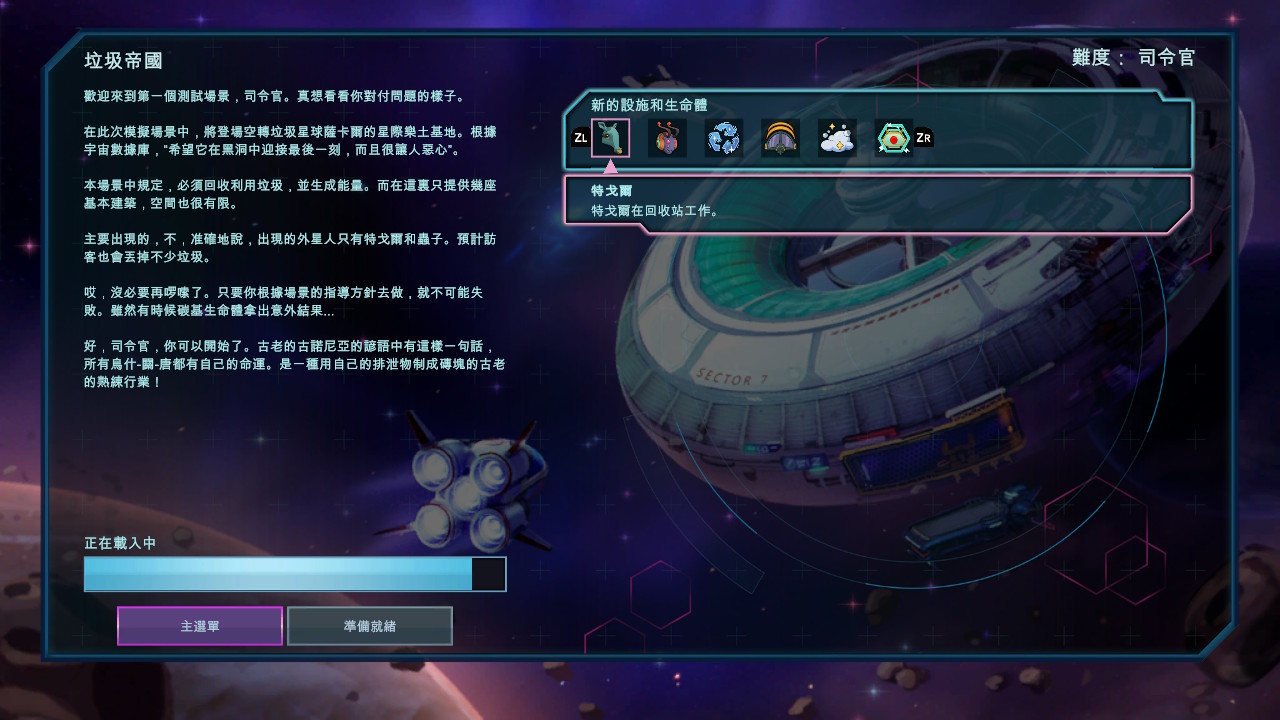 垃圾帝國
難度： 司令官
歡迎來到第一個測試場景，司令官。真想看看你對付問題的樣子。
在此次模擬場景中，將登場空轉垃圾星球薩卡爾的星際樂土基地。根據
宇宙數據庫，"希望它在黑洞中迎接最後一刻，而且很讓人惡心"。
本場景中規定，必須回收利用垃圾，並生成能量。而在這裏只提供幾座
基本建築，空間也很有限。
主要出現的，不，准確地說，出現的外星人只有特戈爾和蟲子。預計訪
客也會丟掉不少垃圾。
哎，沒必要再啰嗦了。只要你根據場景的指導方針去做，就不可能失
敗。雖然有時候碳基生命體拿出意外結果...
好，司令官，你可以開始了。古老的古諾尼亞的諺語中有這樣一句話，
所有烏什-關-唐都有自己的命運。是一種用自己的排泄物制成磚塊的古老
的熟練行業！
新的設施和生命體
ZL
ZR
特戈爾
特戈爾在回收站工作。
SECTOR 7
正在載入中
主選單
準備就緒